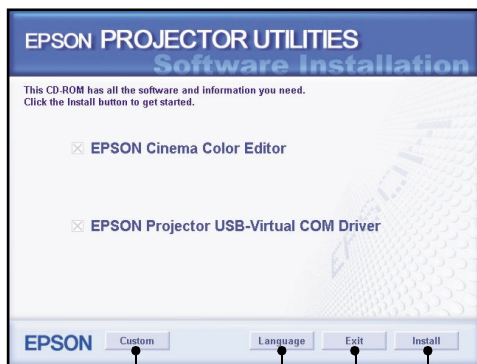 EPSON PROJECTOR UTILITIES
Software Installation
This CD-ROM has all the software and information you need.
Click the Install button to get started.
EPSON Cinema Color Editor
EPSON Projector USB-Virtual COM Driver
EPSON
EPSON Custom Language Exit Install